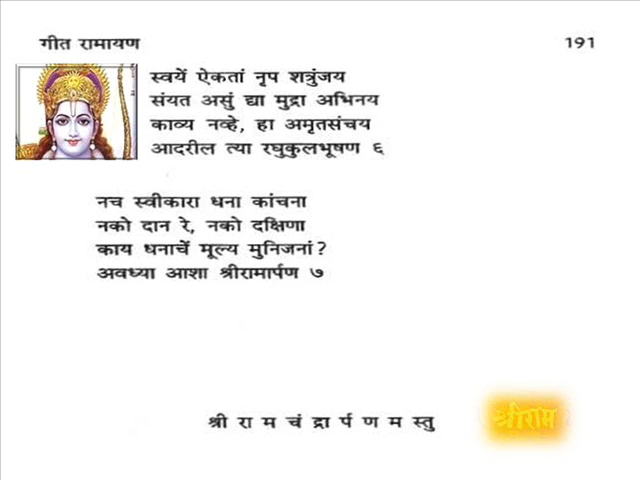 गीत रामायण
191
स्वयें ऐकतां नृप शत्रुंजय
संयत असुं द्या मुद्रा अभिनय
काव्य नव्हे, हा अमृतसंचय
आदरील त्या रघुकुलभूषण ६
नच स्वीकारा धना कांचना
नको दान रे, नको दक्षिणा
काय धनाचें मूल्य मुनिजनां?
अवध्या आशा श्रीरामार्पण ७
श्री रा म चं द्रा र्प ण म स्तु
श्रीराम